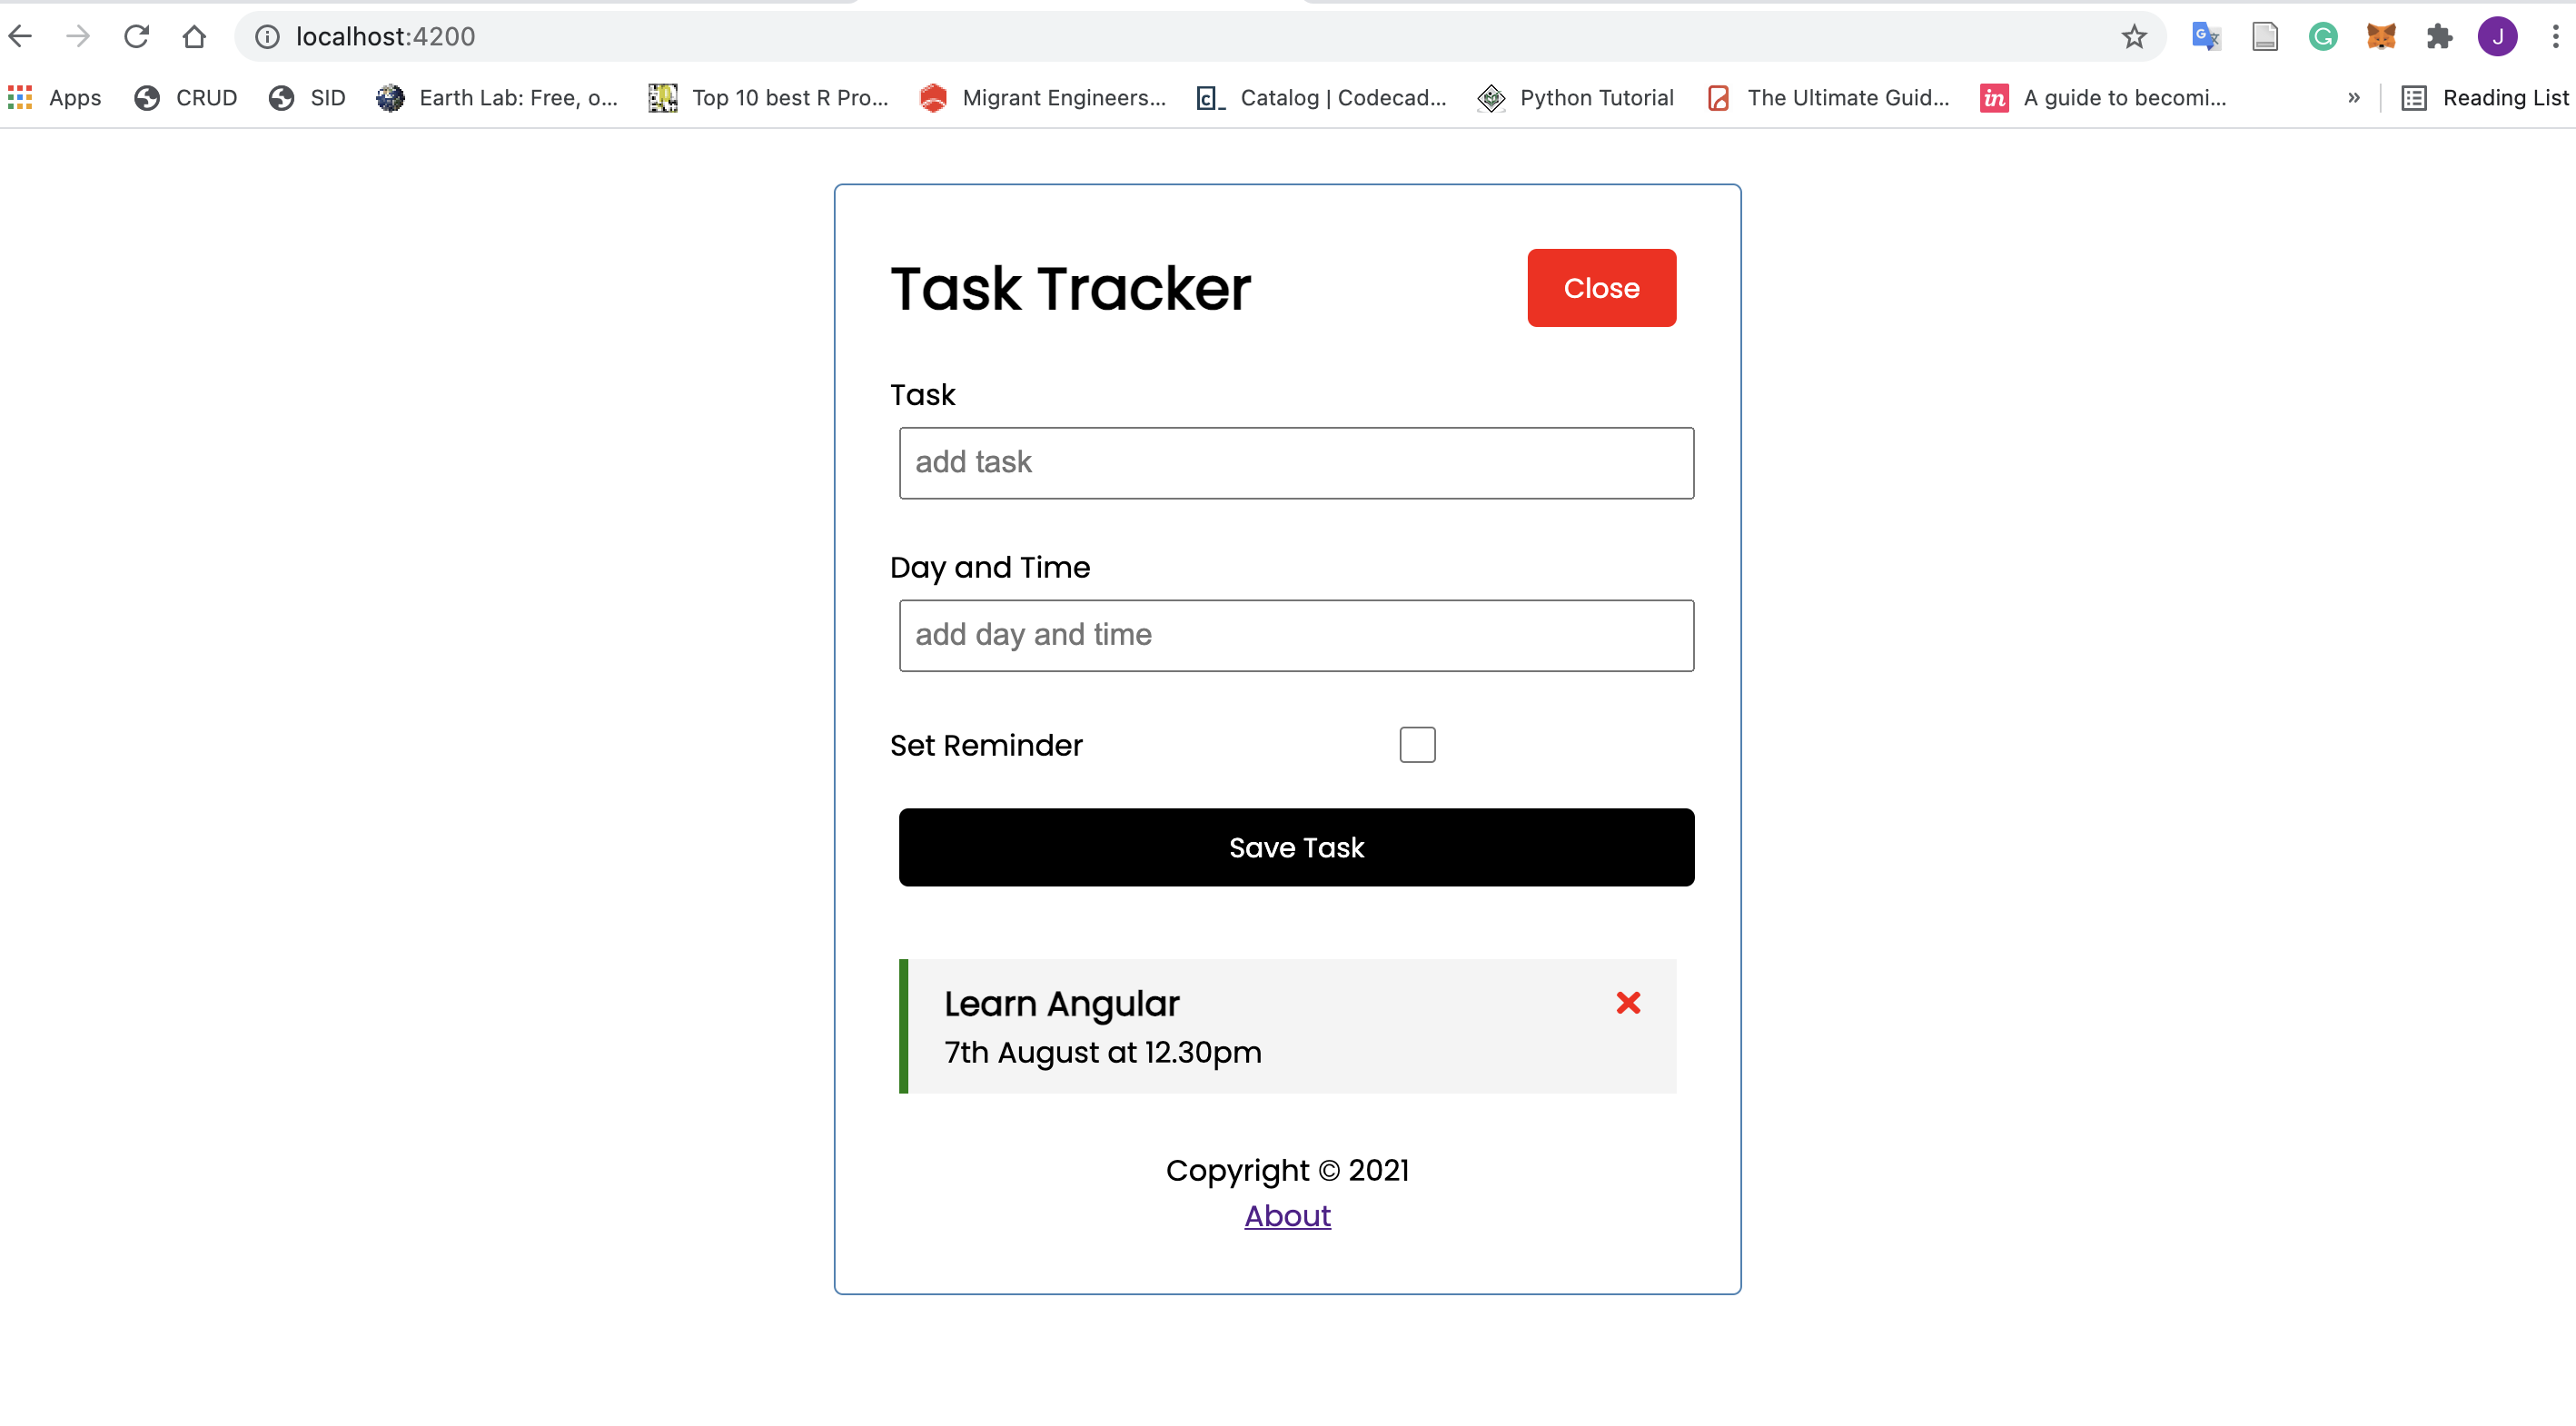 localhost:4200
J
Apps CRUD SID Earth Lab: Free, o... Top 10 best R Pro... Migrant Engineers... c_ Catalog | Codecad... Python Tutorial The Ultimate Guid... in A guide to becomi... » Reading List
Task Tracker Close
Task
add task
Day and Time
add day and time
Set Reminder
Save Task
Learn Angular
7th August at 12.30pm
Copyright © 2021
About